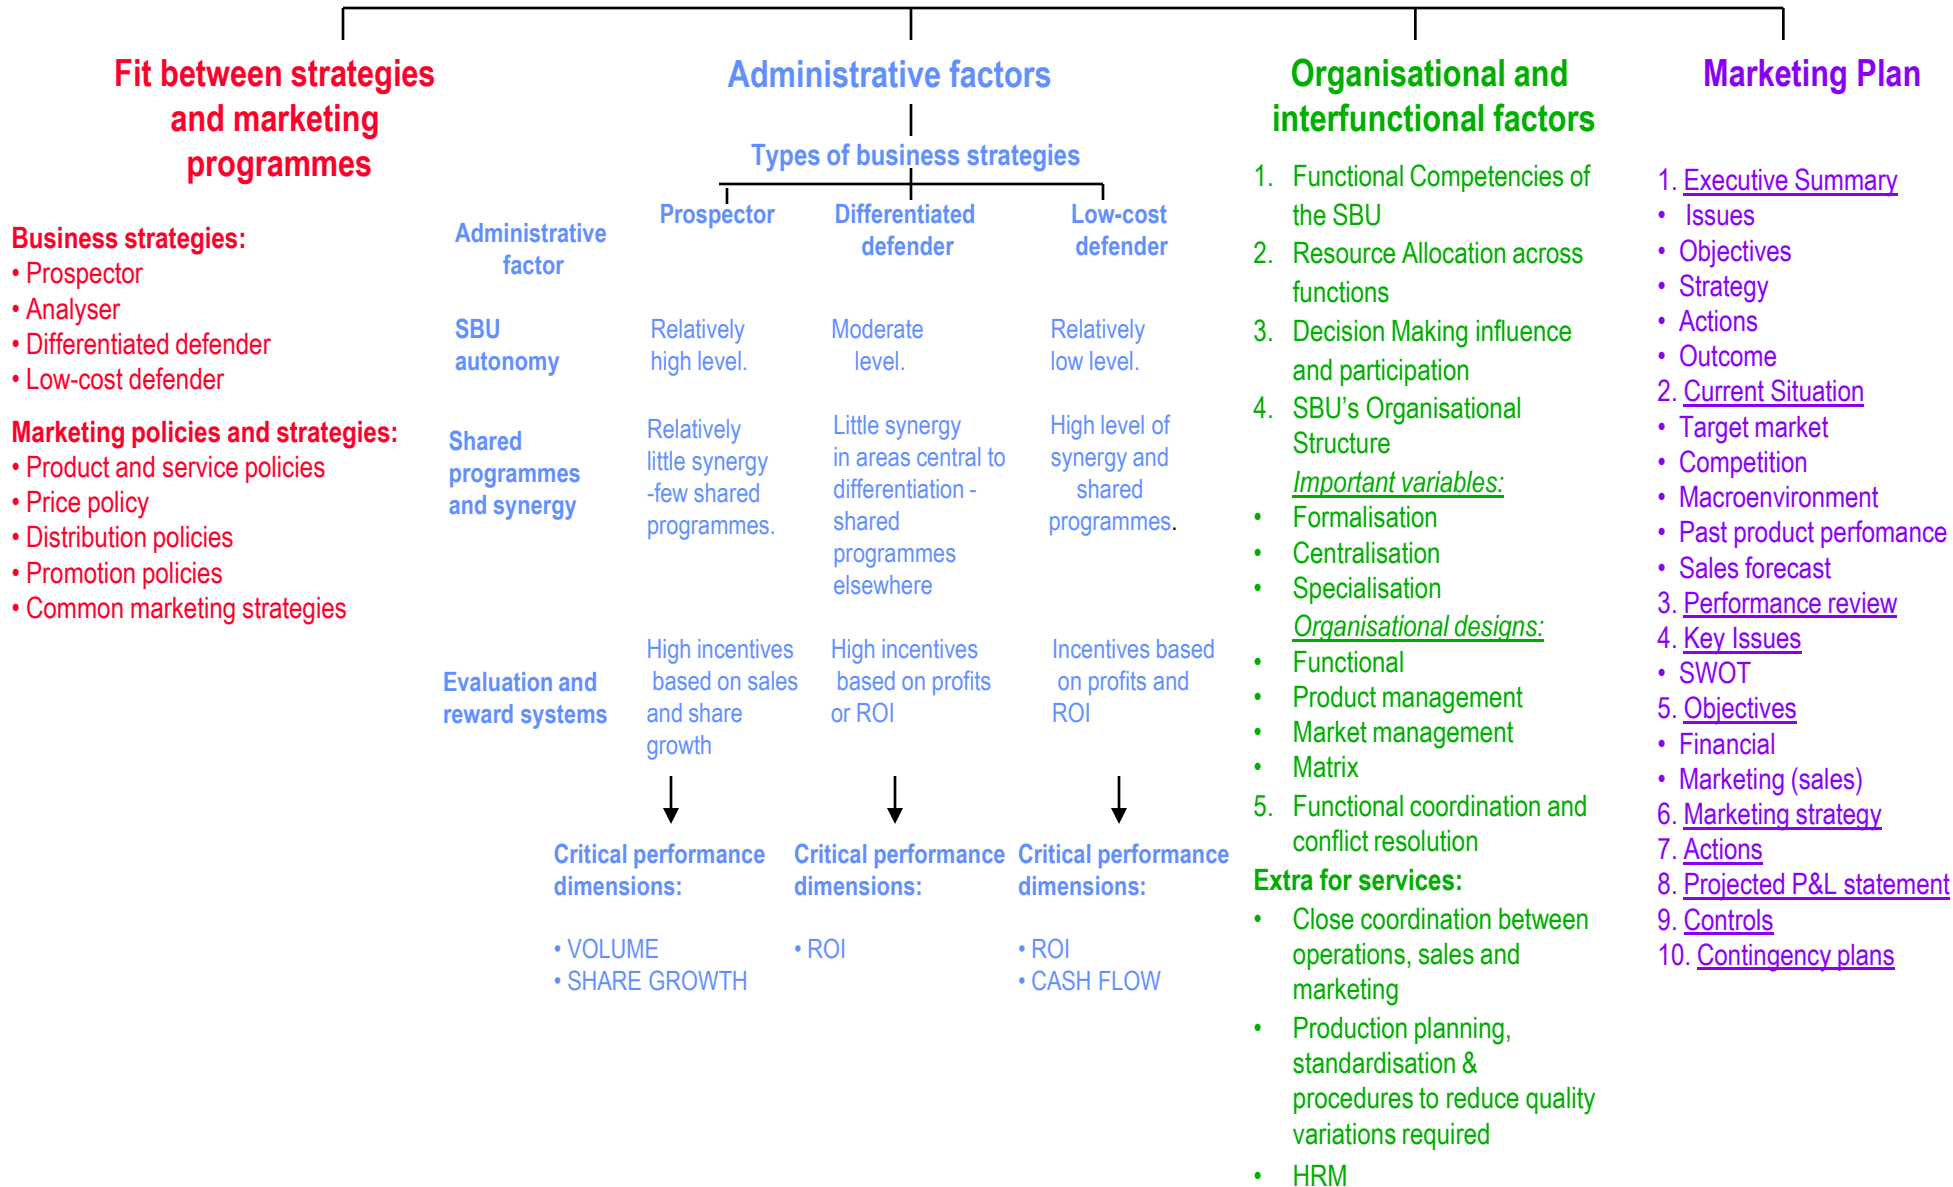 Fit between strategies
and marketing
programmes
Business strategies:
• Prospector
• Analyser
• Differentiated defender
• Low-cost defender
Marketing policies and strategies:
• Product and service policies
• Price policy
• Distribution policies
• Promotion policies
• Common marketing strategies
Administrative factors
Types of business strategies
Administrative
factor
Prospector
Differentiated
defender
Low-cost
defender
SBU
autonomy
Relatively
high level.
Moderate
level.
Relatively
low level.
Shared
programmes
and synergy
Relatively
little synergy
-few shared
programmes.
Little synergy
in areas central to
differentiation -
shared
programmes
elsewhere
High level of
synergy and
shared
programmes.
Evaluation and
reward systems
High incentives
based on sales
and share
growth
High incentives
based on profits
or ROI
Incentives based
on profits and
ROI
Critical performance
dimensions:
• VOLUME
• SHARE GROWTH
Critical performance
dimensions:
• ROI
Critical performance
dimensions:
• ROI
• CASH FLOW
Organisational and
interfunctional factors
1. Functional Competencies of
the SBU
2. Resource Allocation across
functions
3. Decision Making influence
and participation
4. SBU's Organisational
Structure
Important variables:
• Formalisation
• Centralisation
• Specialisation
Organisational designs:
• Functional
• Product management
• Market management
• Matrix
5. Functional coordination and
conflict resolution
Extra for services:
• Close coordination between
operations, sales and
marketing
• Production planning,
standardisation &
procedures to reduce quality
variations required
• HRM
Marketing Plan
1. Executive Summary
• Issues
• Objectives
• Strategy
• Actions
• Outcome
2. Current Situation
• Target market
• Competition
• Macroenvironment
• Past product perfomance
• Sales forecast
3. Performance review
4. Key Issues
• SWOT
5. Objectives
• Financial
• Marketing (sales)
6. Marketing strategy
7. Actions
8. Projected P&L statement
9. Controls
10. Contingency plans